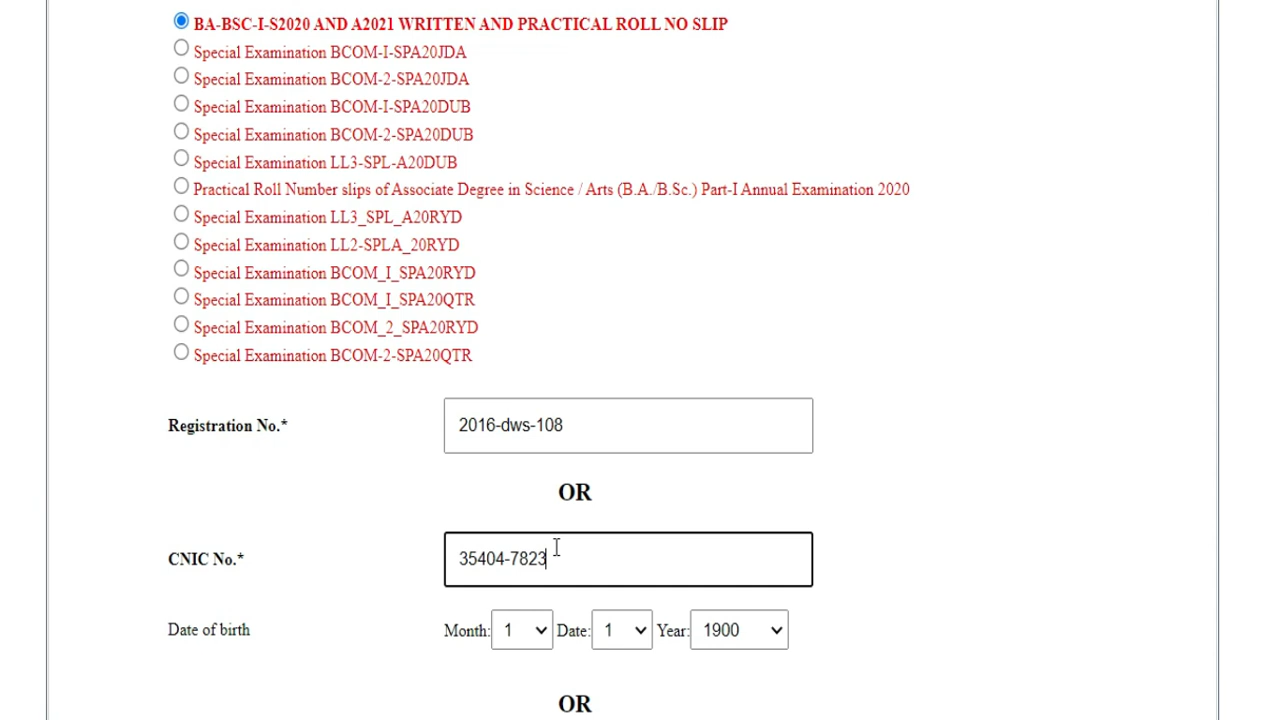 BA-BSC-I-S2020 AND A2021 WRITTEN AND PRACTICAL ROLL NO SLIP
Special Examination BCOM-I-SPA20JDA
Special Examination BCOM-2-SPA20JDA
Special Examination BCOM-I-SPA20DUB
Special Examination BCOM-2-SPA20DUB
Special Examination LL3-SPL-A20DUB
Practical Roll Number slips of Associate Degree in Science / Arts (B.A./B.Sc.) Part-I Annual Examination 2020
Special Examination LL3_SPL_A20RYD
Special Examination LL2-SPLA_20RYD
Special Examination BCOM_I_SPA20RYD
Special Examination BCOM_I_SPA20QTR
Special Examination BCOM_2_SPA20RYD
Special Examination BCOM-2-SPA20QTR
Registration No.* 2016-dws-108
OR
CNIC No.* 35404-7823
Date of birth Month: 1 Date: 1 Year: 1900
OR